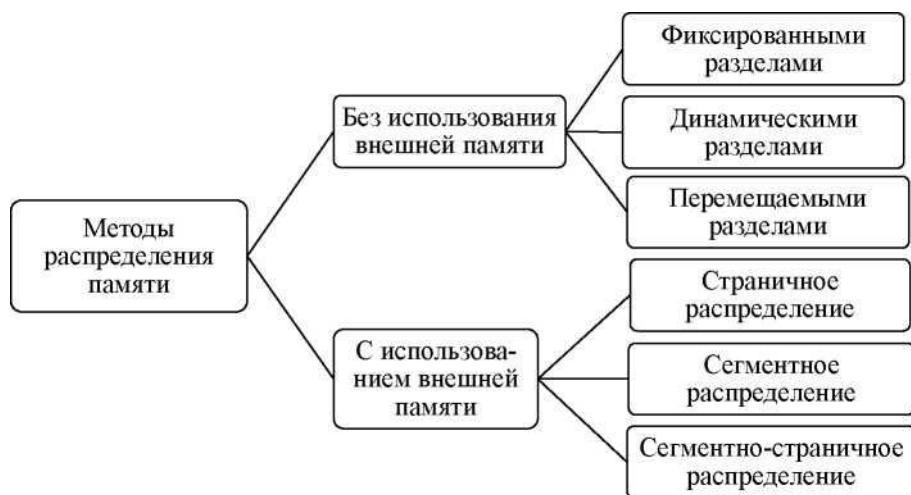 Методы
распределения
памяти
Без использования
внешней памяти
Фиксированными
разделами
Динамическими
разделами
Перемещаемыми
разделами
С использова-
нием внешней
памяти
Страничное
распределение
Сегментное
распределение
Сегментно-страничное
распределение